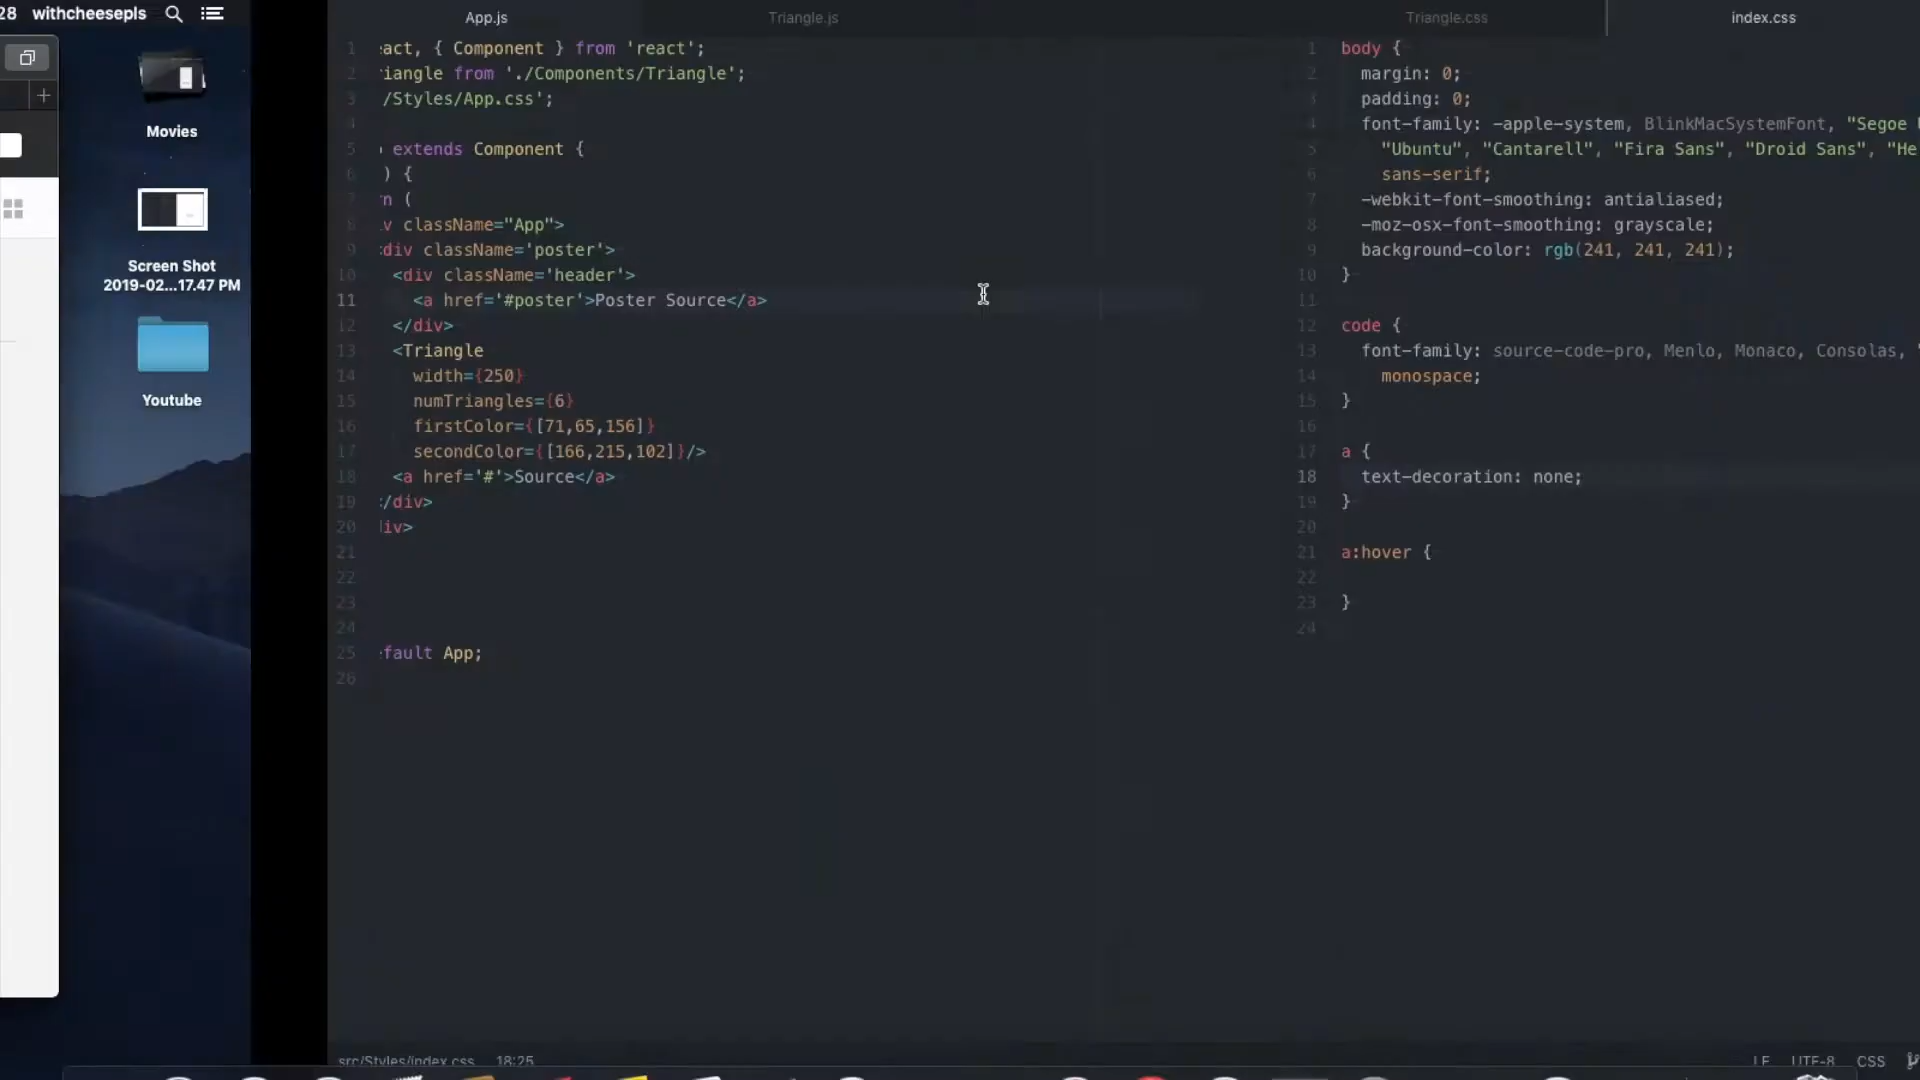 28 withcheesepls
Movies
Screen Shot
2019-02...17.47 PM
Youtube
App.js
Triangle.js
Triangle.css
index.css
1 act, { Component } from 'react';
2 iangle from './Components/Triangle';
3 /Styles/App.css';
4
5 extends Component {
6 ) {
7 n (
8 v className="App">
9 div className='poster'>
10 <div className='header'>
11 <a href='#poster'>Poster Source</a>
12 </div>
13 <Triangle
14 width={250}
15 numTriangles={6}
16 firstColor={[71,65,156]}
17 secondColor={[166,215,102]}/>
18 <a href='#'>Source</a>
19 /div>
20 iv>
21
22
23
24
25 fault App;
26
1 body {
2 margin: 0;
3 padding: 0;
4 font-family: -apple-system, BlinkMacSystemFont, "Segoe
5 "Ubuntu", "Cantarell", "Fira Sans", "Droid Sans", "He
6 sans-serif;
7 -webkit-font-smoothing: antialiased;
8 -moz-osx-font-smoothing: grayscale;
9 background-color: rgb(241, 241, 241);
10 }
11
12 code {
13 font-family: source-code-pro, Menlo, Monaco, Consolas,
14 monospace;
15 }
16
17 a {
18 text-decoration: none;
19 }
20
21 a:hover {
22
23 }
24
src/Styles/index.css 18:25
LF UTF-8 CSS